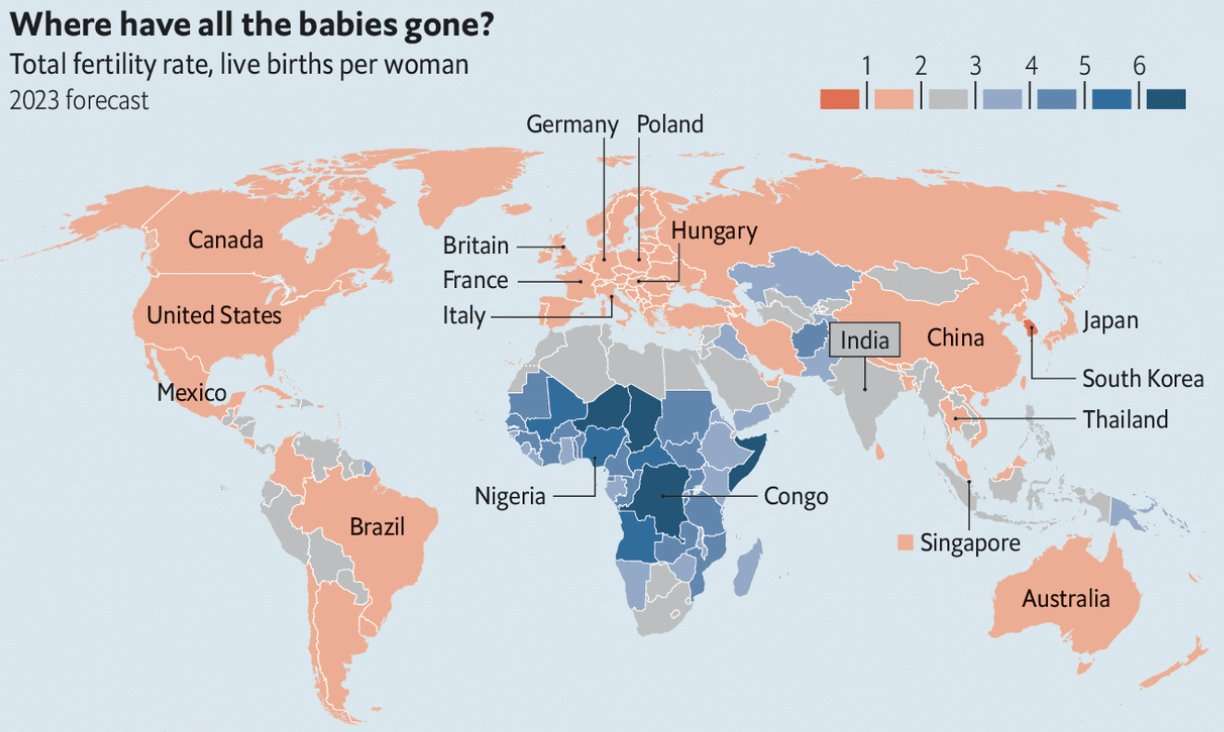 Where have all the babies gone?
Total fertility rate, live births per woman
2023 forecast
1 2 3 4 5 6
Germany Poland
Hungary
Canada
Britain
France
United States
Italy
India
China
Japan
South Korea
Mexico
Thailand
Nigeria
Congo
Brazil
Singapore
Australia